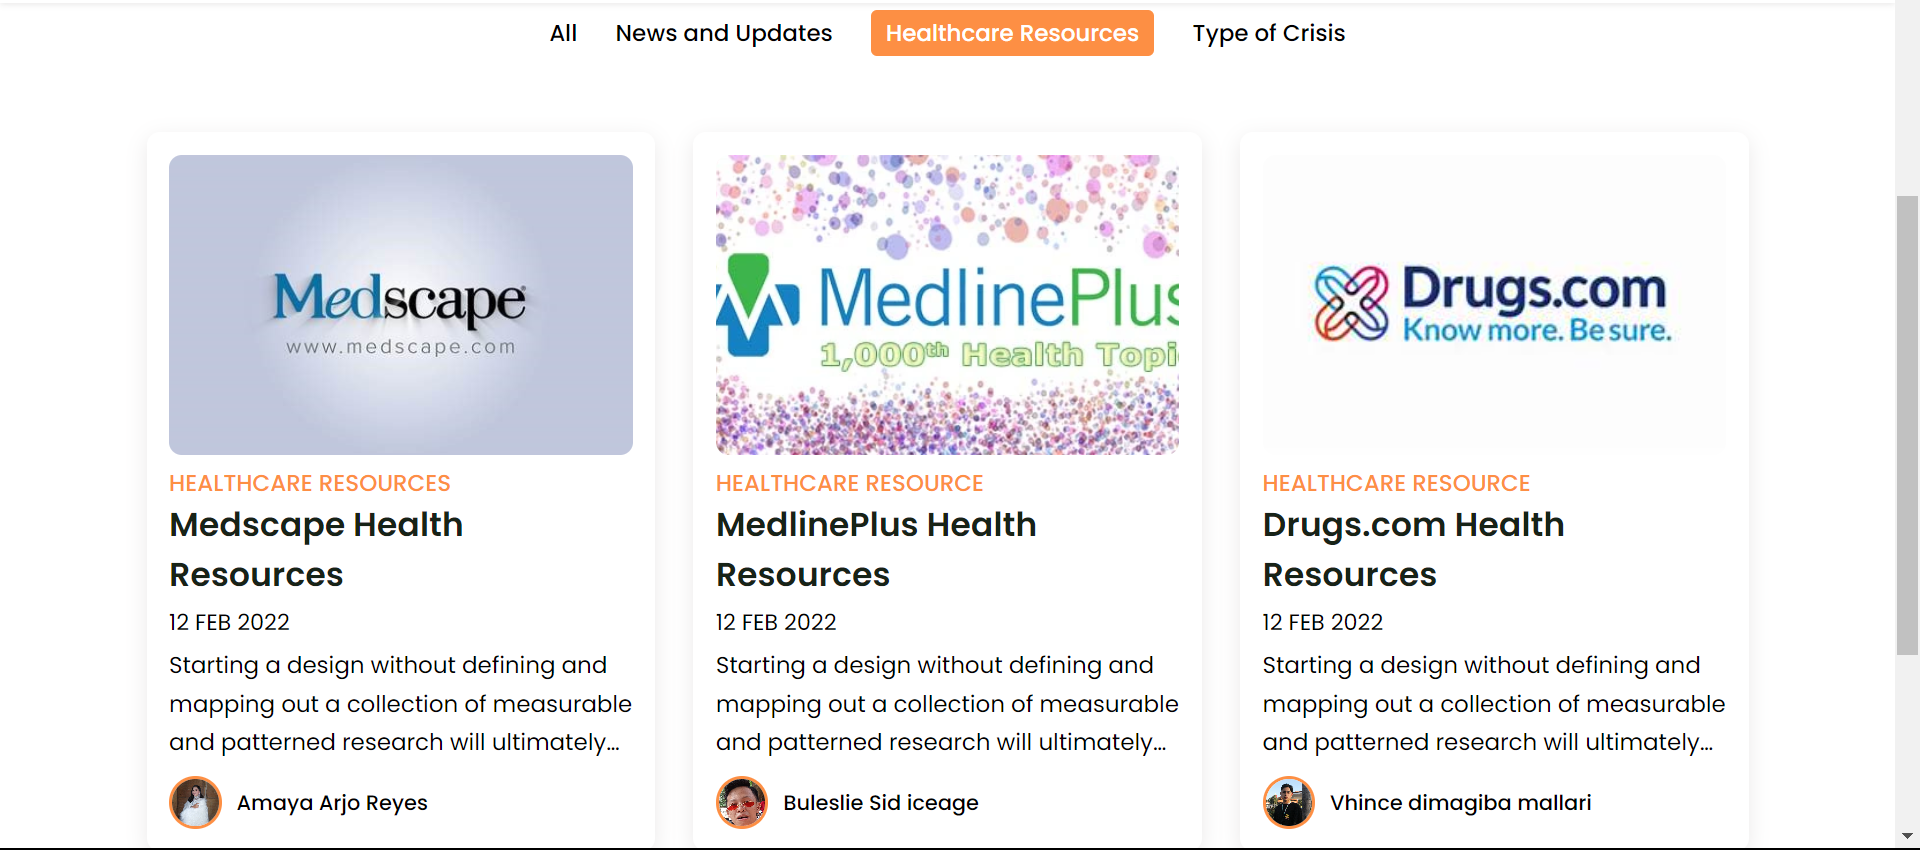 All News and Updates Healthcare Resources Type of Crisis
Medscape
www.medscape.com
HEALTHCARE RESOURCES
Medscape Health
Resources
12 FEB 2022
Starting a design without defining and
mapping out a collection of measurable
and patterned research will ultimately...
Amaya Arjo Reyes
MedlinePlus
1,000th Health Topi
HEALTHCARE RESOURCE
MedlinePlus Health
Resources
12 FEB 2022
Starting a design without defining and
mapping out a collection of measurable
and patterned research will ultimately...
Buleslie Sid iceage
Drugs.com
Know more. Be sure.
HEALTHCARE RESOURCE
Drugs.com Health
Resources
12 FEB 2022
Starting a design without defining and
mapping out a collection of measurable
and patterned research will ultimately...
Vhince dimagiba mallari